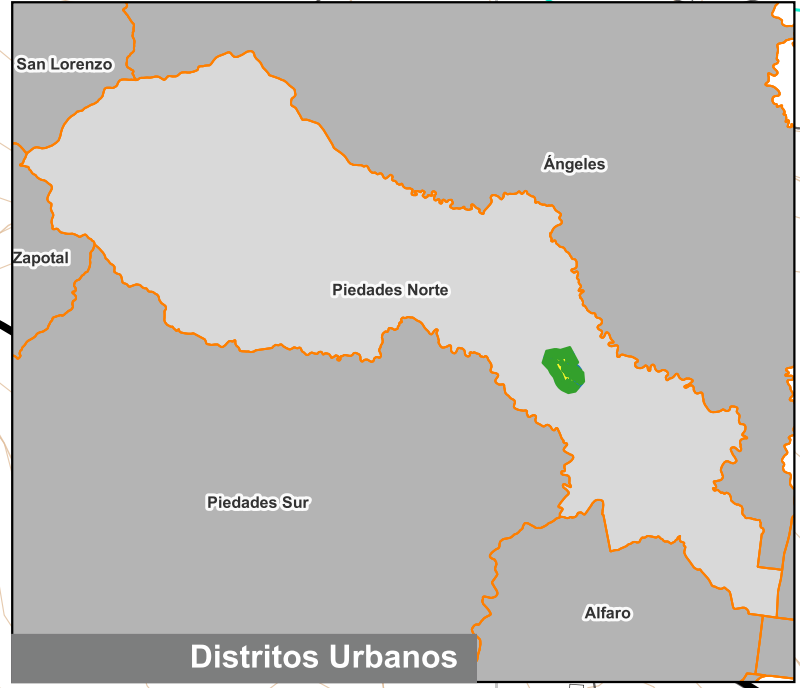 San Lorenzo
Ángeles
Zapotal
Piedades Norte
Piedades Sur
Alfaro
Distritos Urbanos